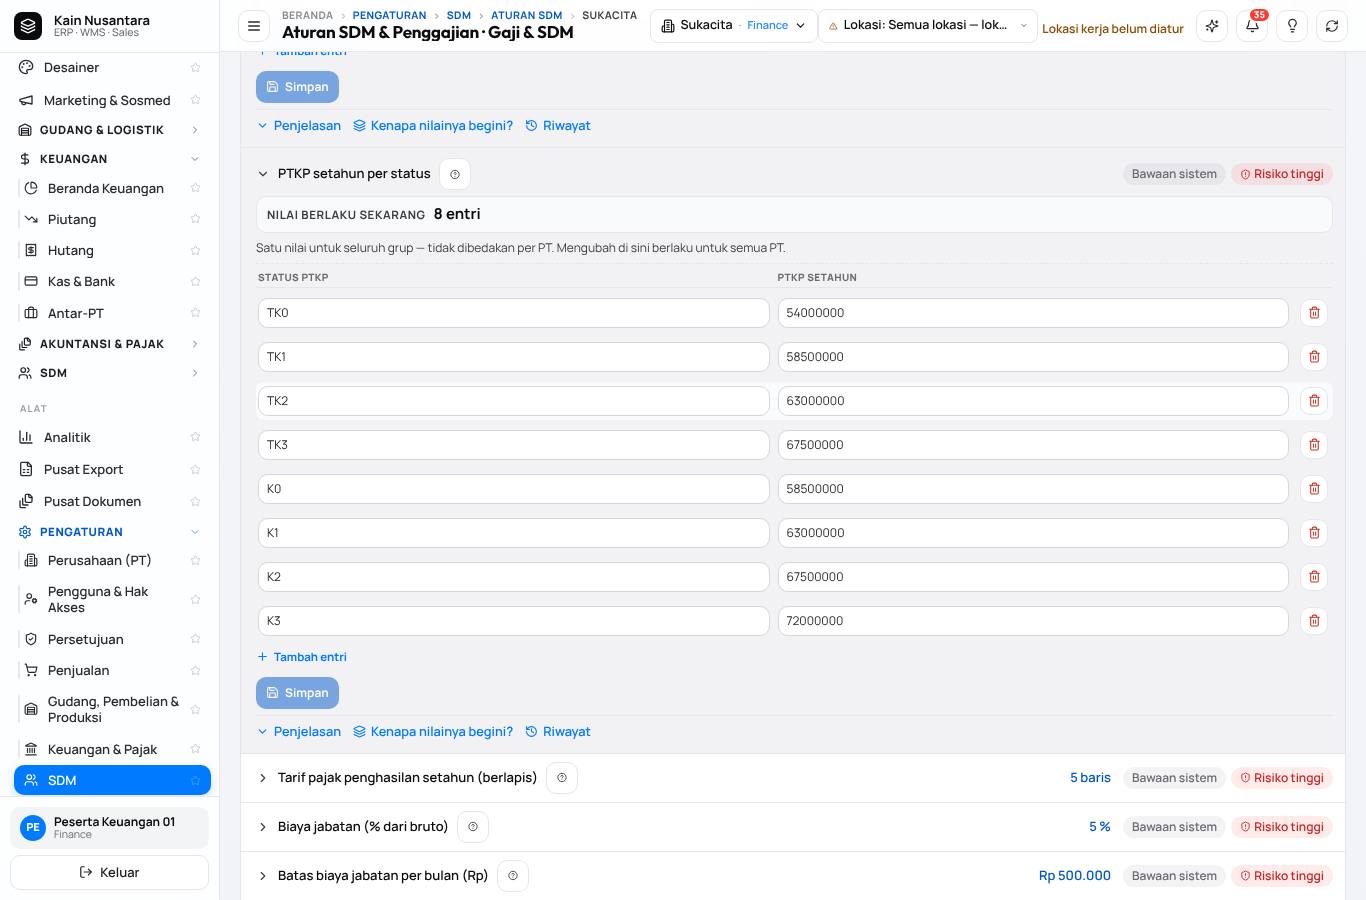 Kain Nusantara
ERP · WMS · Sales
Desainer
Marketing & Sosmed
GUDANG & LOGISTIK
KEUANGAN
Beranda Keuangan
Piutang
Hutang
Kas & Bank
Antar-PT
AKUNTANSI & PAJAK
SDM
ALAT
Analitik
Pusat Export
Pusat Dokumen
PENGATURAN
Perusahaan (PT)
Pengguna & Hak
Akses
Persetujuan
Penjualan
Gudang, Pembelian &
Produksi
Keuangan & Pajak
SDM
PE
Peserta Keuangan 01
Finance
Keluar
BERANDA > PENGATURAN > SDM > ATURAN SDM > SUKACITA
Aturan SDM & Penggajian · Gaji & SDM
Sukacita · Finance
Lokasi: Semua lokasi — lok...
Lokasi kerja belum diatur
35
+ Tambah entri
Simpan
Penjelasan Kenapa nilainya begini? Riwayat
PTKP setahun per status
Bawaan sistem Risiko tinggi
NILAI BERLAKU SEKARANG 8 entri
Satu nilai untuk seluruh grup — tidak dibedakan per PT. Mengubah di sini berlaku untuk semua PT.
STATUS PTKP PTKP SETAHUN
TK0 54000000
TK1 58500000
TK2 63000000
TK3 67500000
K0 58500000
K1 63000000
K2 67500000
K3 72000000
+ Tambah entri
Simpan
Penjelasan Kenapa nilainya begini? Riwayat
Tarif pajak penghasilan setahun (berlapis) 5 baris Bawaan sistem Risiko tinggi
Biaya jabatan (% dari bruto) 5 % Bawaan sistem Risiko tinggi
Batas biaya jabatan per bulan (Rp) Rp 500.000 Bawaan sistem Risiko tinggi